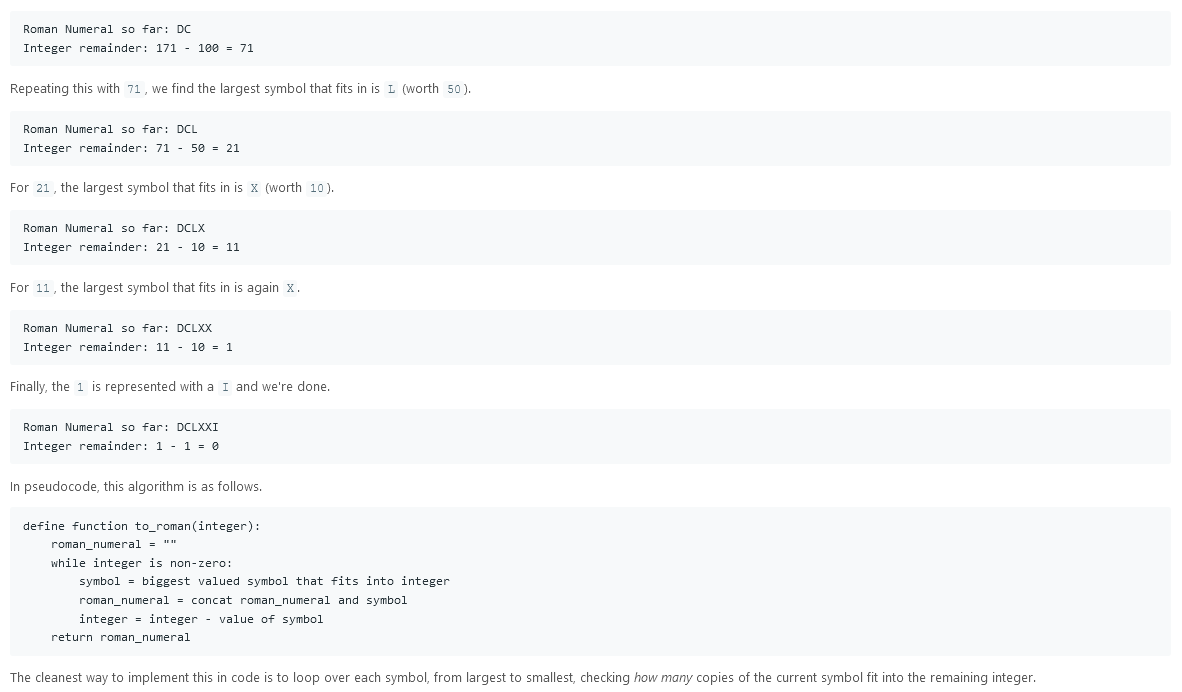 Roman Numeral so far: DC
Integer remainder: 171 - 100 = 71
Repeating this with 71, we find the largest symbol that fits in is L (worth 50).
Roman Numeral so far: DCL
Integer remainder: 71 - 50 = 21
For 21, the largest symbol that fits in is X (worth 10).
Roman Numeral so far: DCLX
Integer remainder: 21 - 10 = 11
For 11, the largest symbol that fits in is again X.
Roman Numeral so far: DCLXX
Integer remainder: 11 - 10 = 1
Finally, the 1 is represented with a I and we're done.
Roman Numeral so far: DCLXXI
Integer remainder: 1 - 1 = 0
In pseudocode, this algorithm is as follows.
define function to_roman(integer):
    roman_numeral = ""
    while integer is non-zero:
        symbol = biggest valued symbol that fits into integer
        roman_numeral = concat roman_numeral and symbol
        integer = integer - value of symbol
    return roman_numeral
The cleanest way to implement this in code is to loop over each symbol, from largest to smallest, checking how many copies of the current symbol fit into the remaining integer.